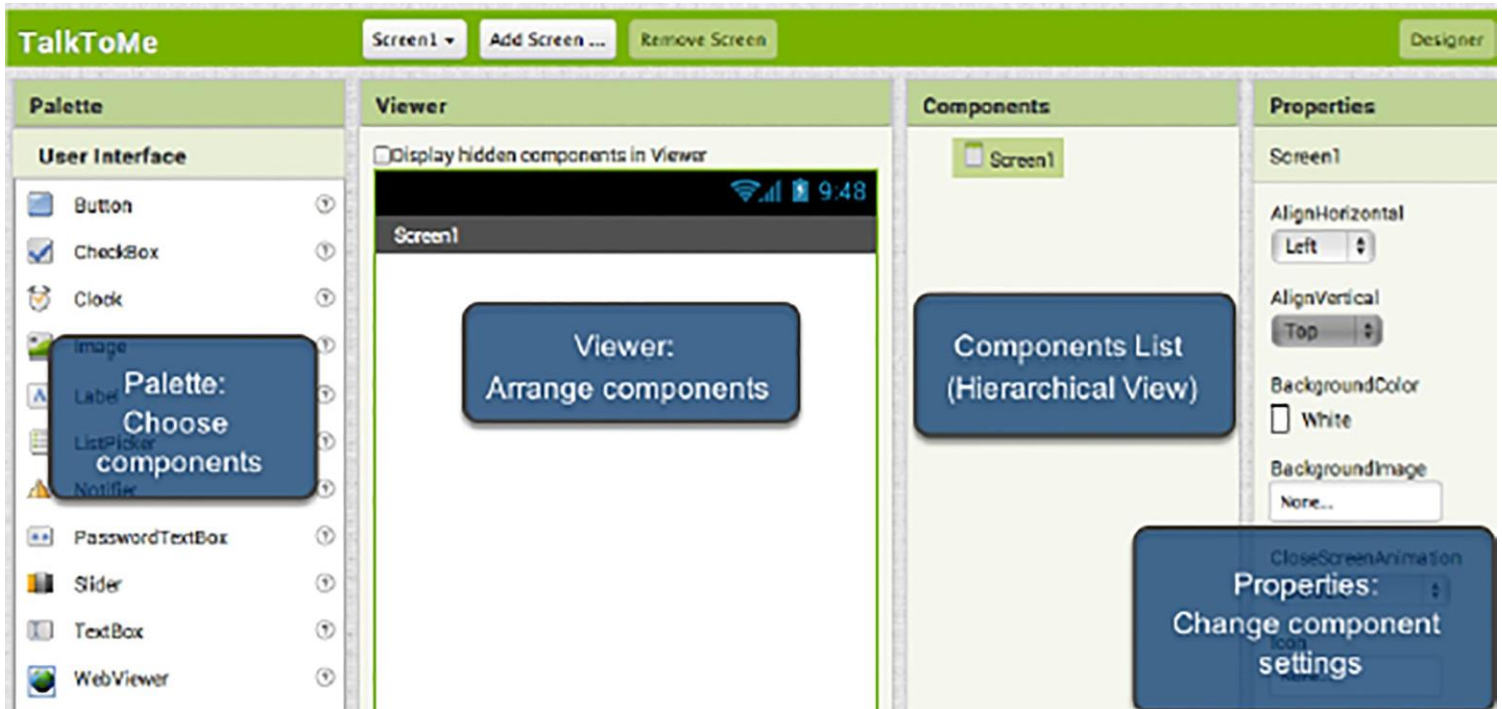 TalkToMe
Screen1
Add Screen ...
Remove Screen
Designer
Palette
User Interface
Button
CheckBox
Clock
Image
Label
ListPicker
Notifier
PasswordTextBox
Slider
TextBox
WebViewer
Palette:
Choose
components
Viewer
Display hidden components in Viewer
9:48
Screen1
Viewer:
Arrange components
Components
Screen1
Components List
(Hierarchical View)
Properties
Screen1
AlignHorizontal
Left
AlignVertical
Top
BackgroundColor
White
BackgroundImage
None...
CloseScreenAnimation
Icon
None...
Properties:
Change component
settings